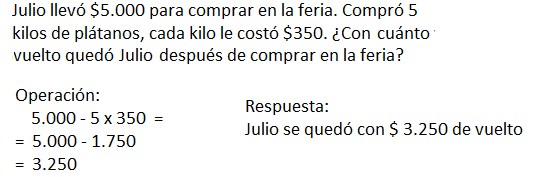 Julio llevó $5.000 para comprar en la feria. Compró 5
kilos de plátanos, cada kilo le costó $350. ¿Con cuánto
vuelto quedó Julio después de comprar en la feria?
Operación:
5.000 - 5 x 350 =
= 5.000 - 1.750
= 3.250
Respuesta:
Julio se quedó con $ 3.250 de vuelto